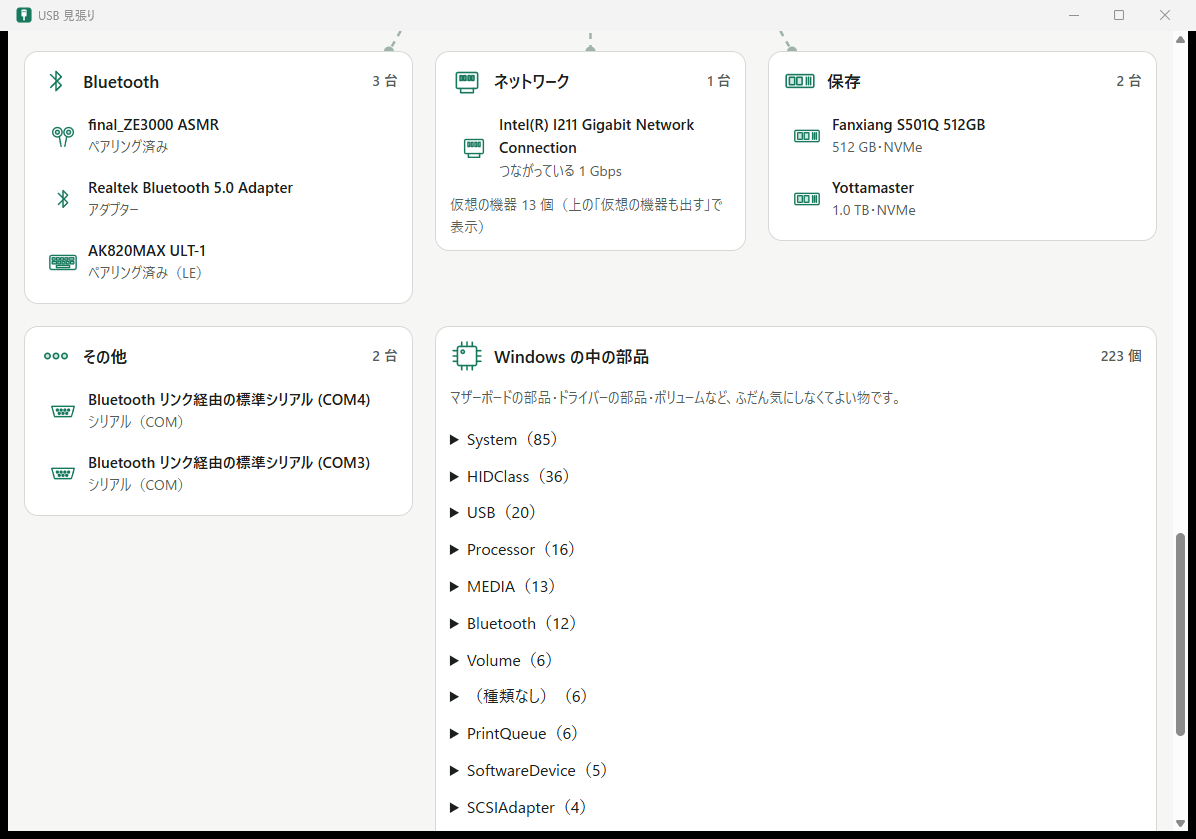 USB 見張り
Bluetooth
3 台
final_ZE3000 ASMR
ペアリング済み
Realtek Bluetooth 5.0 Adapter
アダプター
AK820MAX ULT-1
ペアリング済み（LE）
ネットワーク
1 台
Intel(R) I211 Gigabit Network
Connection
つながっている 1 Gbps
仮想の機器 13 個（上の「仮想の機器も出す」で
表示）
保存
2 台
Fanxiang S501Q 512GB
512 GB・NVMe
Yottamaster
1.0 TB・NVMe
その他
2 台
Bluetooth リンク経由の標準シリアル (COM4)
シリアル（COM）
Bluetooth リンク経由の標準シリアル (COM3)
シリアル（COM）
Windows の中の部品
223 個
マザーボードの部品・ドライバーの部品・ボリュームなど、ふだん気にしなくてよい物です。
System（85）
HIDClass（36）
USB（20）
Processor（16）
MEDIA（13）
Bluetooth（12）
Volume（6）
（種類なし）（6）
PrintQueue（6）
SoftwareDevice（5）
SCSIAdapter（4）